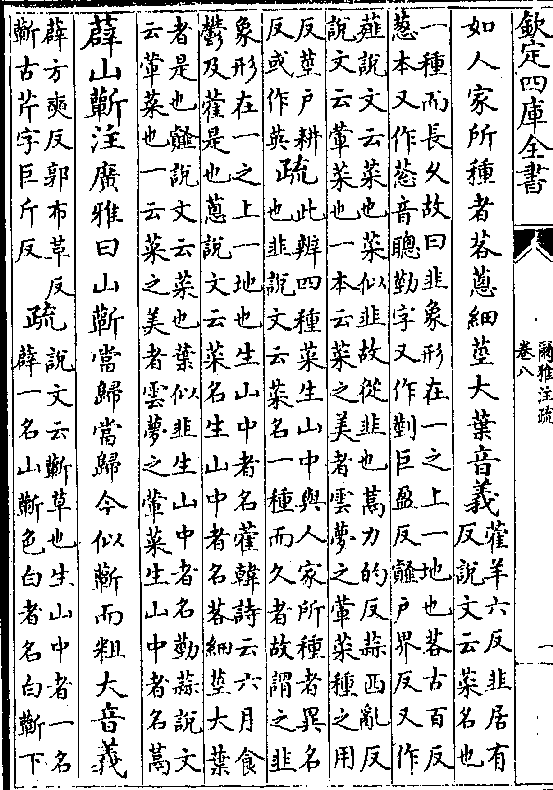 欽定四庫全書
爾雅注疏
卷八
一
如人家所種者茖蔥細莖大葉音義
藿羊六反韭居有
反說文云菜名也
一種而長久故曰韭象形在一之上一地也茖古百反
葱本又作䓗音聰勤字又作㔃巨盈反䪥户界反又作
薤說文云菜也菜似韭故從韭也蒚力的反蒜西亂反
說文云葷菜也一本云菜之美者雲夢之葷菜種之用
反莖户耕
反或作英
疏
此辨四種菜生山中與人家所種者異名
也韭說文云菜名一種而久者故謂之韭
象形在一之上一地也生山中者名藿韓詩云六月食
鬱及藿是也蔥說文云菜名生山中者名茖細莖大葉
者是也䪥說文云菜也葉似韭生山中者名勤蒜說文
云葷菜也一云菜之美者雲夢之葷菜生山中者名蒚
薜山蘄注廣雅曰山蘄當歸當歸今似蘄而粗大音義
薜方奭反郭布革反
蘄古芹字巨斤反
疏
說文云蘄草也生山中者一名
薜一名山蘄色白者名白蘄下